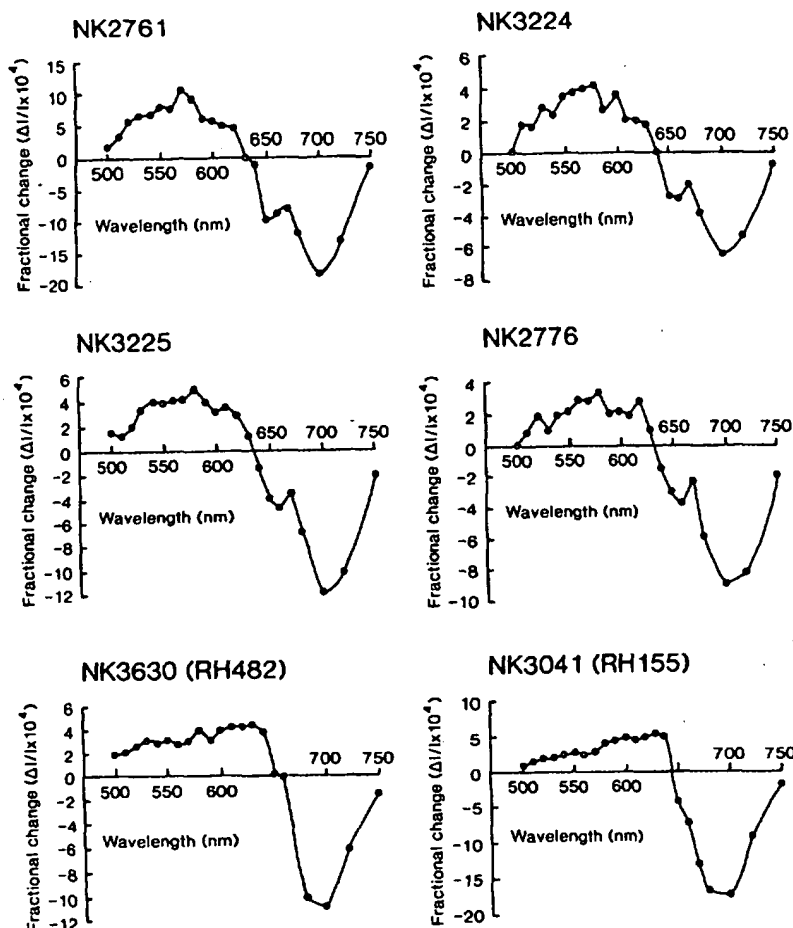 NK2761
Fractional change (ΔI/Ix10⁴)
15
10
5
0
-5
-10
-15
-20
500 550 600 650 700 750
Wavelength (nm)
NK3224
Fractional change (ΔI/Ix10⁴)
6
4
2
0
-2
-4
-6
-8
500 550 600 650 700 750
Wavelength (nm)
NK3225
Fractional change (ΔI/Ix10⁴)
6
4
2
0
-2
-4
-6
-8
-10
-12
500 550 600 650 700 750
Wavelength (nm)
NK2776
Fractional change (ΔI/Ix10⁴)
4
2
0
-2
-4
-6
-8
-10
500 550 600 650 700 750
Wavelength (nm)
NK3630 (RH482)
Fractional change (ΔI/Ix10⁴)
6
4
2
0
-2
-4
-6
-8
-10
-12
500 550 600 700 750
Wavelength (nm)
NK3041 (RH155)
Fractional change (ΔI/Ix10⁴)
10
5
0
-5
-10
-15
-20
500 550 600 700 750
Wavelength (nm)